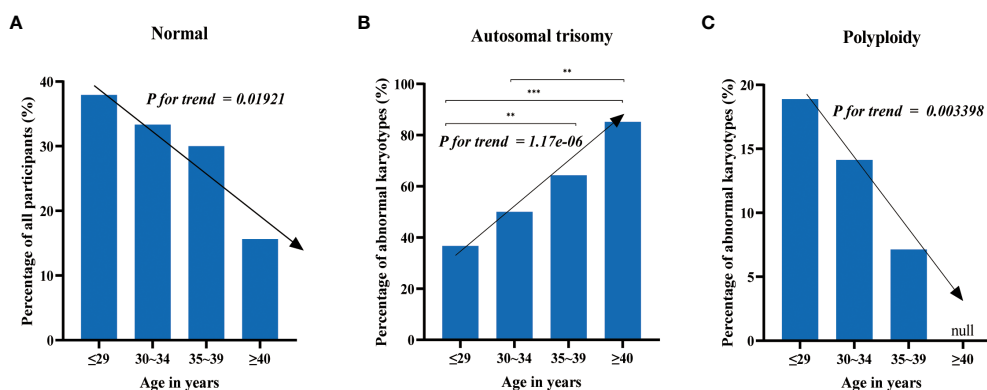 A
Normal
Percentage of all participants (%)
40
30
20
10
0
P for trend = 0.01921
≤29
30~34
35~39
≥40
Age in years
B
Autosomal trisomy
Percentage of abnormal karyotypes (%)
100
80
60
40
20
0
**
***
**
P for trend = 1.17e-06
≤29
30~34
35~39
≥40
Age in years
C
Polyploidy
Percentage of abnormal karyotypes (%)
20
15
10
5
0
P for trend = 0.003398
null
≤29
30~34
35~39
≥40
Age in years